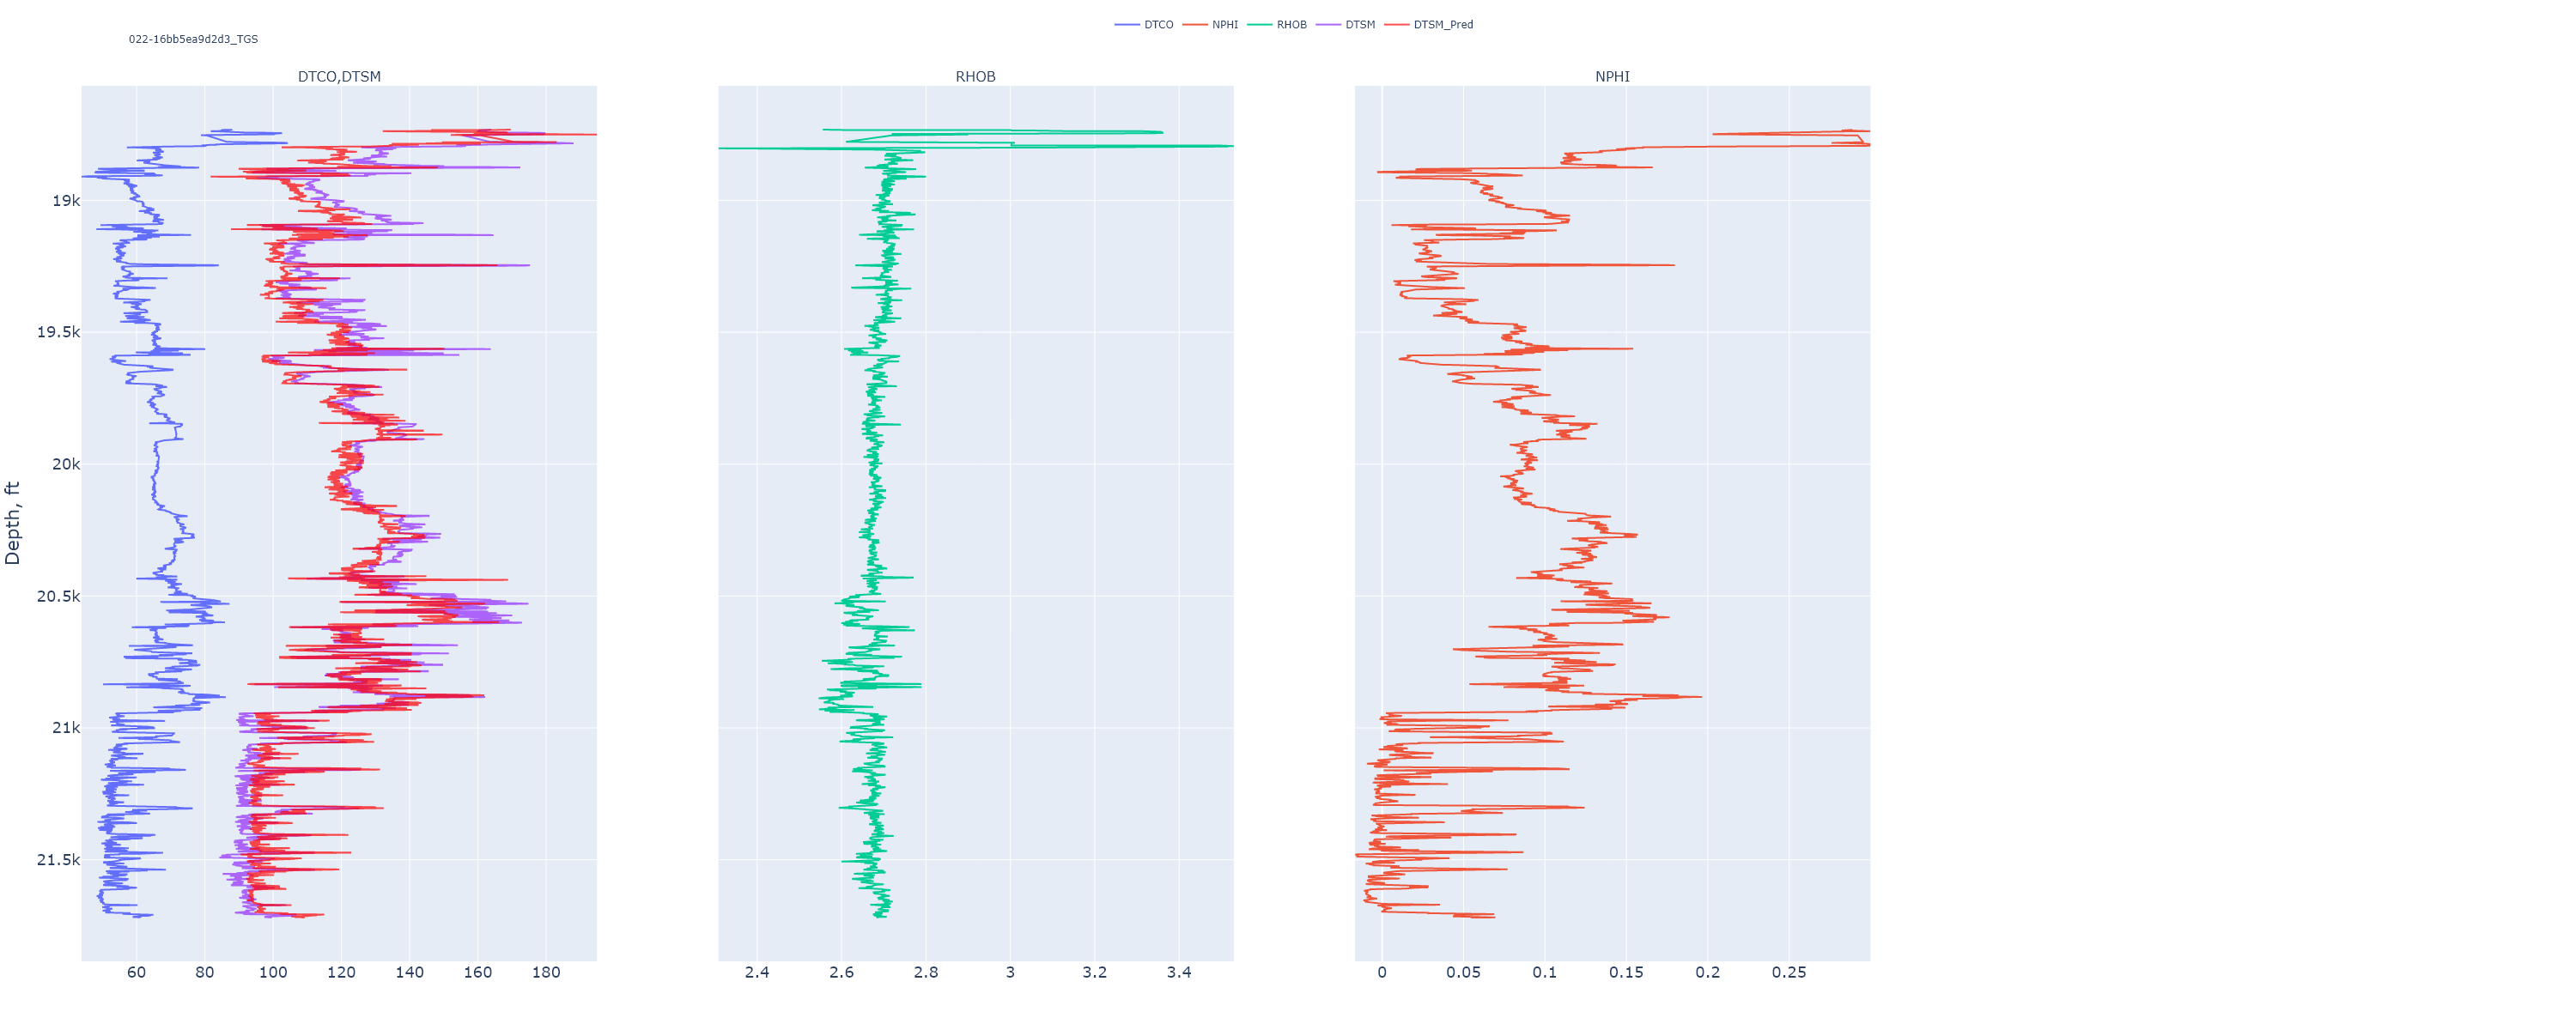 DTCO NPHI RHOB DTSM DTSM_Pred
022-16bb5ea9d2d3_TGS
DTCO,DTSM RHOB NPHI
Depth, ft
19k
19.5k
20k
20.5k
21k
21.5k
60 80 100 120 140 160 180
2.4 2.6 2.8 3 3.2 3.4
0 0.05 0.1 0.15 0.2 0.25